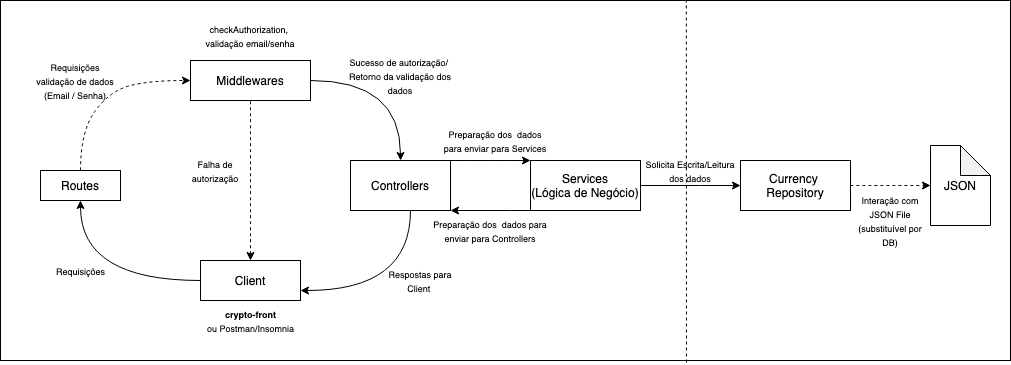 checkAuthorization,
validação email/senha
Middlewares
Requisições
validação de dados
(Email / Senha)
Sucesso de autorização/
Retorno da validação dos
dados
Falha de
autorização
Routes
Requisições
Client
crypto-front
ou Postman/Insomnia
Respostas para
Client
Controllers
Preparação dos  dados
para enviar para Services
Preparação dos  dados para
enviar para Controllers
Services
(Lógica de Negócio)
Solicita Escrita/Leitura
dos dados
Currency
Repository
Interação com
JSON File
(substituível por
DB)
JSON